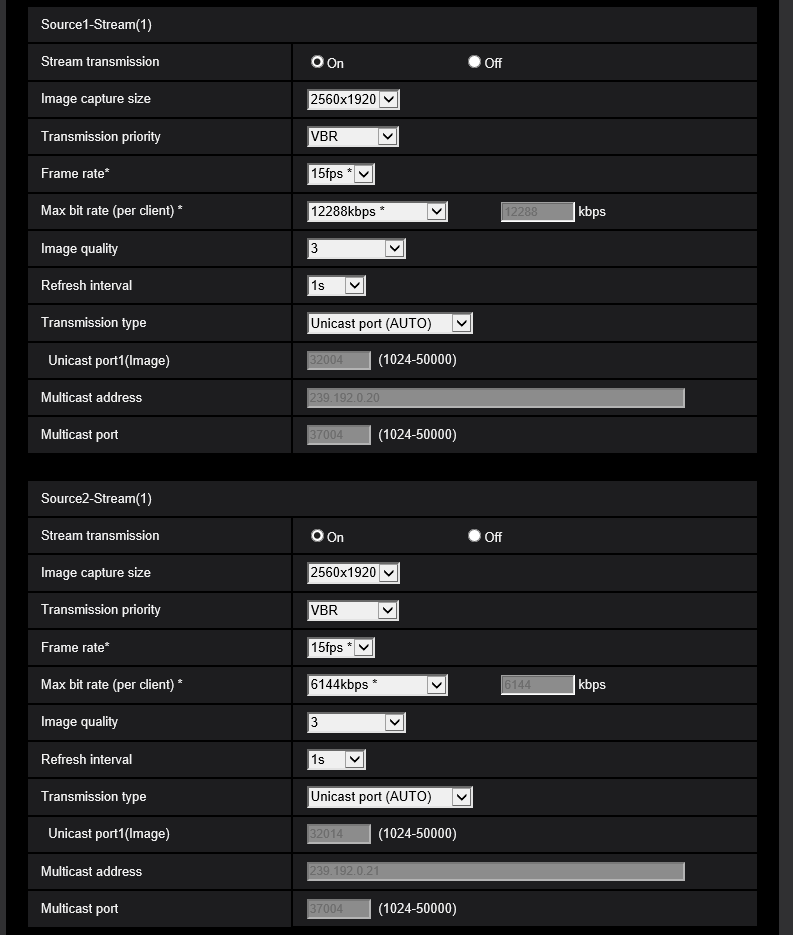 Source1-Stream(1)
Stream transmission On Off
Image capture size 2560x1920
Transmission priority VBR
Frame rate* 15fps *
Max bit rate (per client) * 12288kbps * 12288 kbps
Image quality 3
Refresh interval 1s
Transmission type Unicast port (AUTO)
Unicast port1(Image) 32004 (1024-50000)
Multicast address 239.192.0.20
Multicast port 37004 (1024-50000)
Source2-Stream(1)
Stream transmission On Off
Image capture size 2560x1920
Transmission priority VBR
Frame rate* 15fps *
Max bit rate (per client) * 6144kbps * 6144 kbps
Image quality 3
Refresh interval 1s
Transmission type Unicast port (AUTO)
Unicast port1(Image) 32014 (1024-50000)
Multicast address 239.192.0.21
Multicast port 37004 (1024-50000)